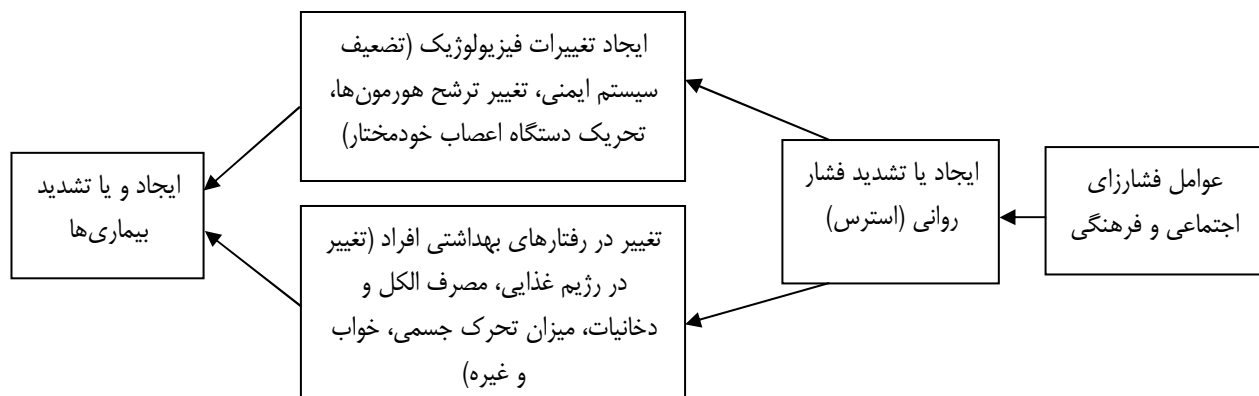 عوامل فشارزای
اجتماعی و فرهنگی
ایجاد یا تشدید فشار
روانی (استرس)
ایجاد تغییرات فیزیولوژیک (تضعیف
سیستم ایمنی، تغییر ترشح هورمون‌ها،
تحریک دستگاه اعصاب خودمختار)
تغییر در رفتارهای بهداشتی افراد (تغییر
در رژیم غذایی، مصرف الکل و
دخانیات، میزان تحرک جسمی، خواب
و غیره)
ایجاد و یا تشدید
بیماری‌ها